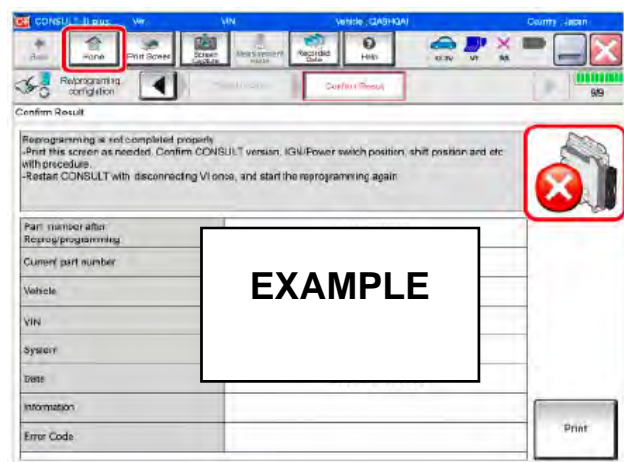 CONSULT-III plus Ver. VIN Vehicle : QASHQAI Country : Japan
Back Home Print Screen Screen Capture Measurement Mode Recorded Data Help VI MI
Reprogramming configration Confirm Result 9/9
Confirm Result
Reprogramming is not completed properly.
-Print this screen as needed. Confirm CONSULT version, IGN/Power switch position, shift position and etc
with procedure.
-Restart CONSULT with disconnecting VI once, and start the reprogramming again
Part number after
Reprog/programming
Current part number
Vehicle
VIN
System
Date
Information
Error Code
EXAMPLE
Print